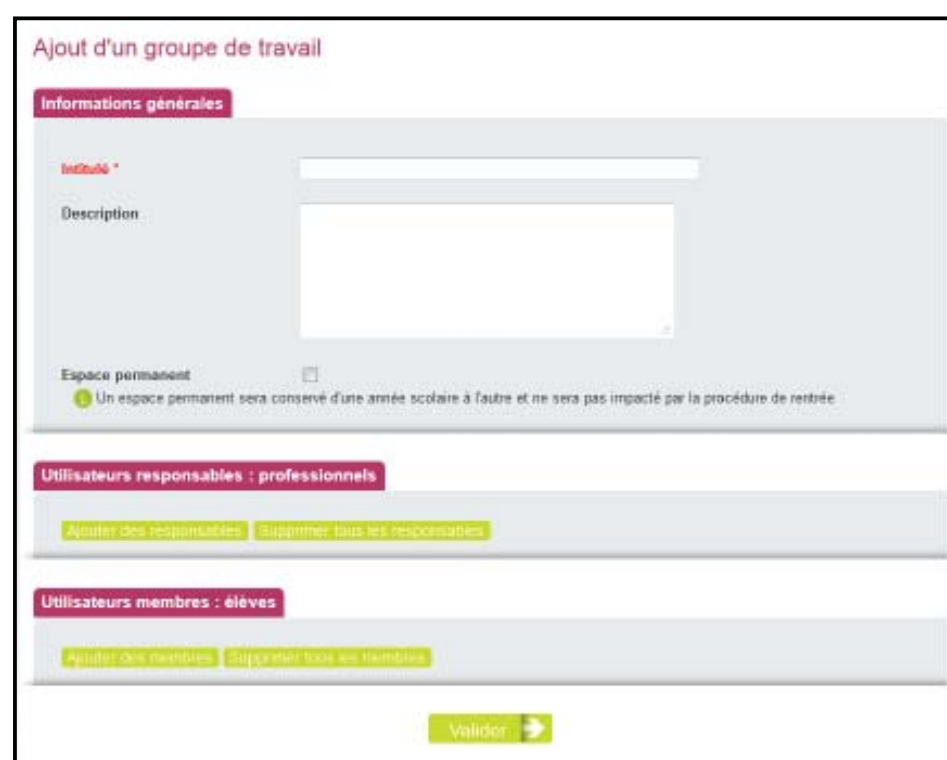 Ajout d'un groupe de travail
Informations générales
Intitulé *
Description
Espace permanent
Un espace permanent sera conservé d'une année scolaire à l'autre et ne sera pas impacté par la procédure de rentrée
Utilisateurs responsables : professionnels
Ajouter des responsables Supprimer tous les responsables
Utilisateurs membres : élèves
Ajouter des membres Supprimer tous les membres
Valider